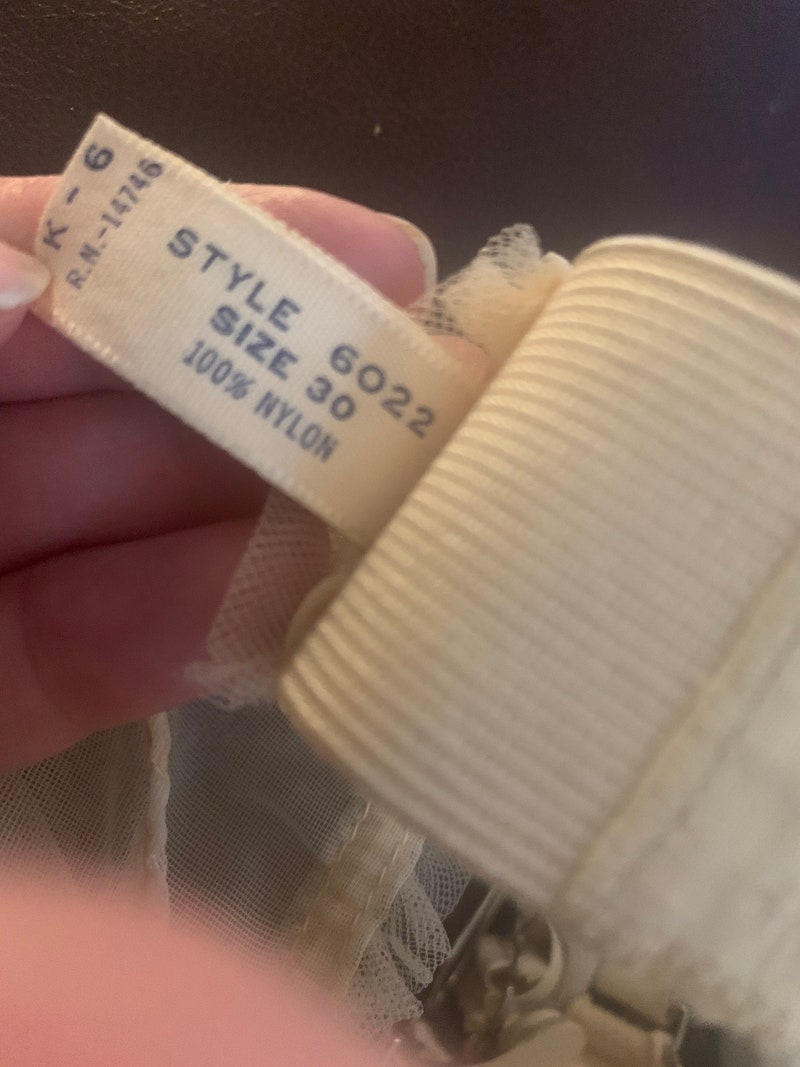 K - 6
R.N.-14746
STYLE 6022
SIZE 30
100% NYLON